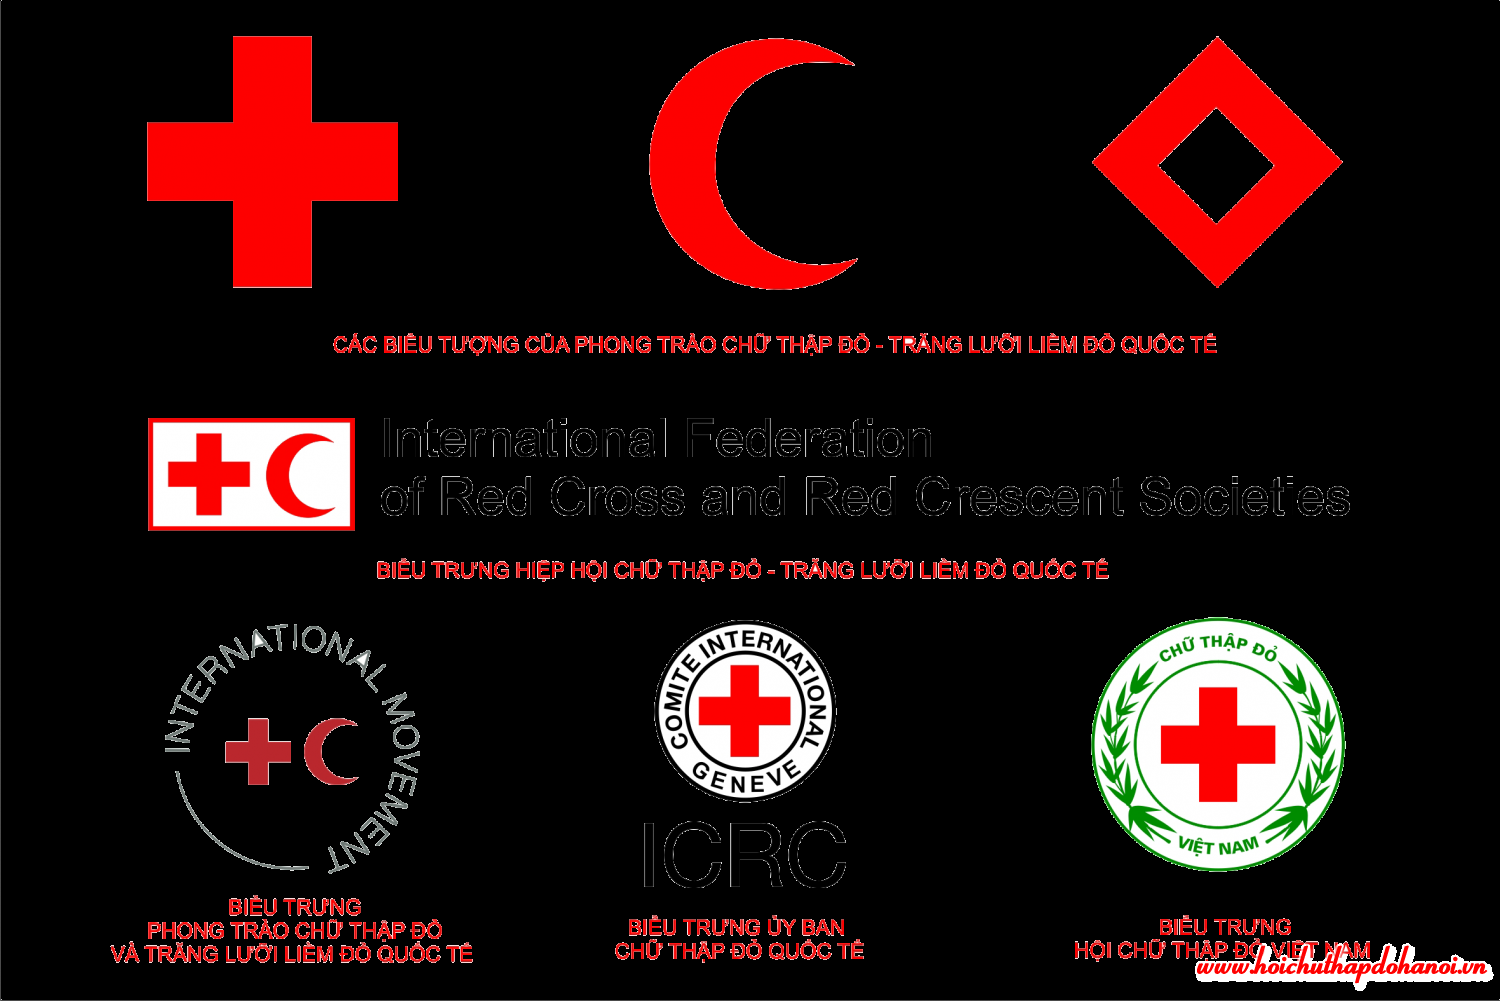 CÁC BIỂU TƯỢNG CỦA PHONG TRÀO CHỮ THẬP ĐỎ - TRĂNG LƯỠI LIỀM ĐỎ QUỐC TẾ
International Federation
of Red Cross and Red Crescent Societies
BIỂU TRƯNG HIỆP HỘI CHỮ THẬP ĐỎ - TRĂNG LƯỠI LIỀM ĐỎ QUỐC TẾ
INTERNATIONAL MOVEMENT
BIỂU TRƯNG
PHONG TRÀO CHỮ THẬP ĐỎ
VÀ TRĂNG LƯỠI LIỀM ĐỎ QUỐC TẾ
COMITE INTERNATIONAL
GENEVE
ICRC
BIỂU TRƯNG ỦY BAN
CHỮ THẬP ĐỎ QUỐC TẾ
CHỮ THẬP ĐỎ
VIỆT NAM
BIỂU TRƯNG
HỘI CHỮ THẬP ĐỎ VIỆT NAM
www.hoichuthapdohanoi.vn